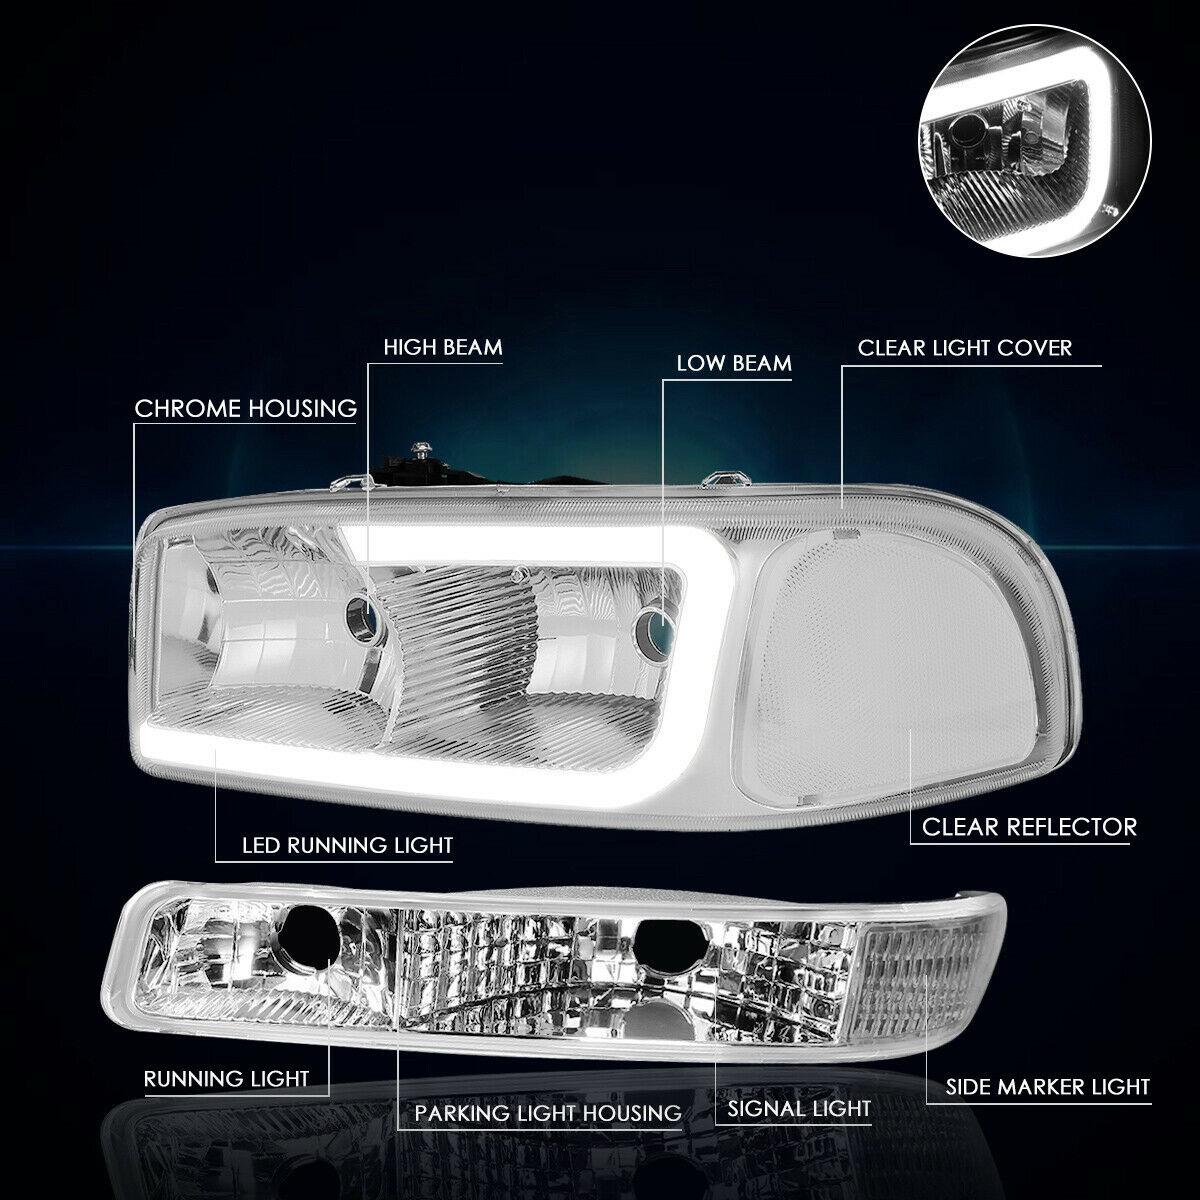 HIGH BEAM
LOW BEAM
CLEAR LIGHT COVER
CHROME HOUSING
CLEAR REFLECTOR
LED RUNNING LIGHT
RUNNING LIGHT
PARKING LIGHT HOUSING
SIGNAL LIGHT
SIDE MARKER LIGHT